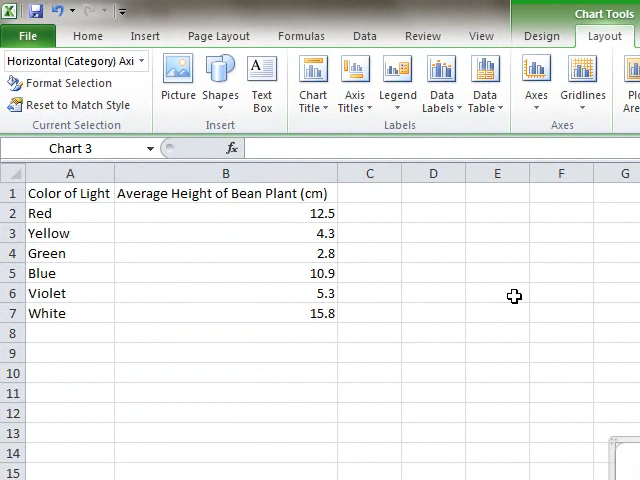 Chart Tools
File Home Insert Page Layout Formulas Data Review View Design Layout
Horizontal (Category) Axi
Format Selection
Reset to Match Style
Current Selection
Picture Shapes Text Box
Insert
Chart Title Axis Titles Legend Data Labels Data Table
Labels
Axes Gridlines
Axes
Plo
Area
Chart 3 fx
A B C D E F G
1 Color of Light Average Height of Bean Plant (cm)
2 Red 12.5
3 Yellow 4.3
4 Green 2.8
5 Blue 10.9
6 Violet 5.3
7 White 15.8
8
9
10
11
12
13
14
15